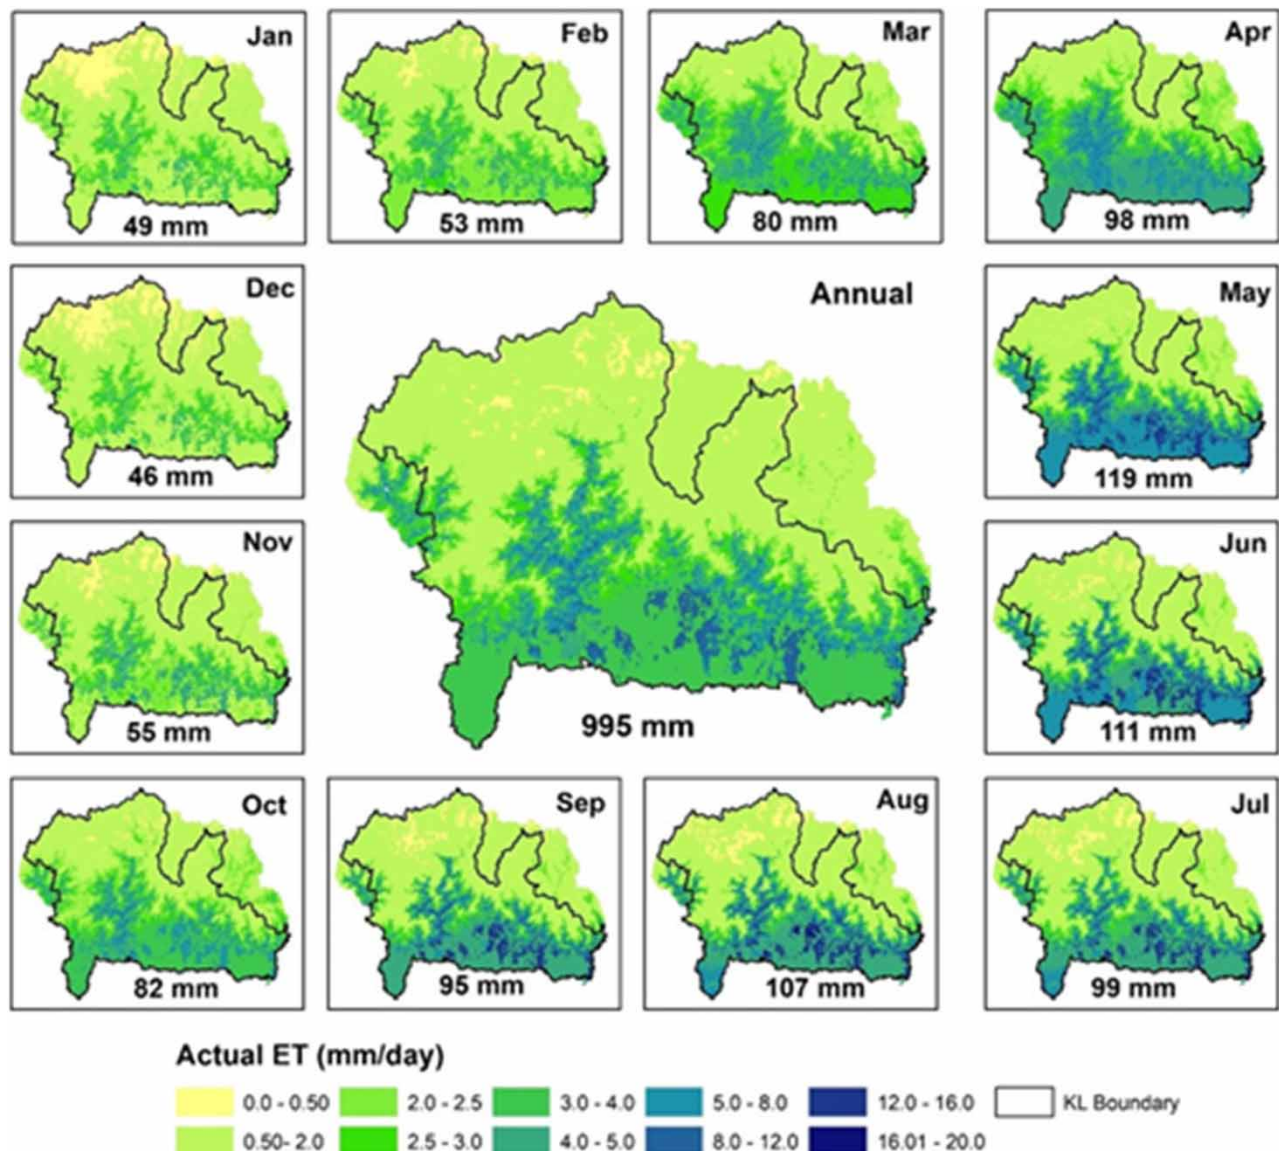 Jan
49 mm
Feb
53 mm
Mar
80 mm
Apr
98 mm
Dec
46 mm
Annual
995 mm
May
119 mm
Nov
55 mm
Jun
111 mm
Oct
82 mm
Sep
95 mm
Aug
107 mm
Jul
99 mm
Actual ET (mm/day)
0.0 - 0.50 2.0 - 2.5 3.0 - 4.0 5.0 - 8.0 12.0 - 16.0 KL Boundary
0.50- 2.0 2.5 - 3.0 4.0 - 5.0 8.0 - 12.0 16.01 - 20.0